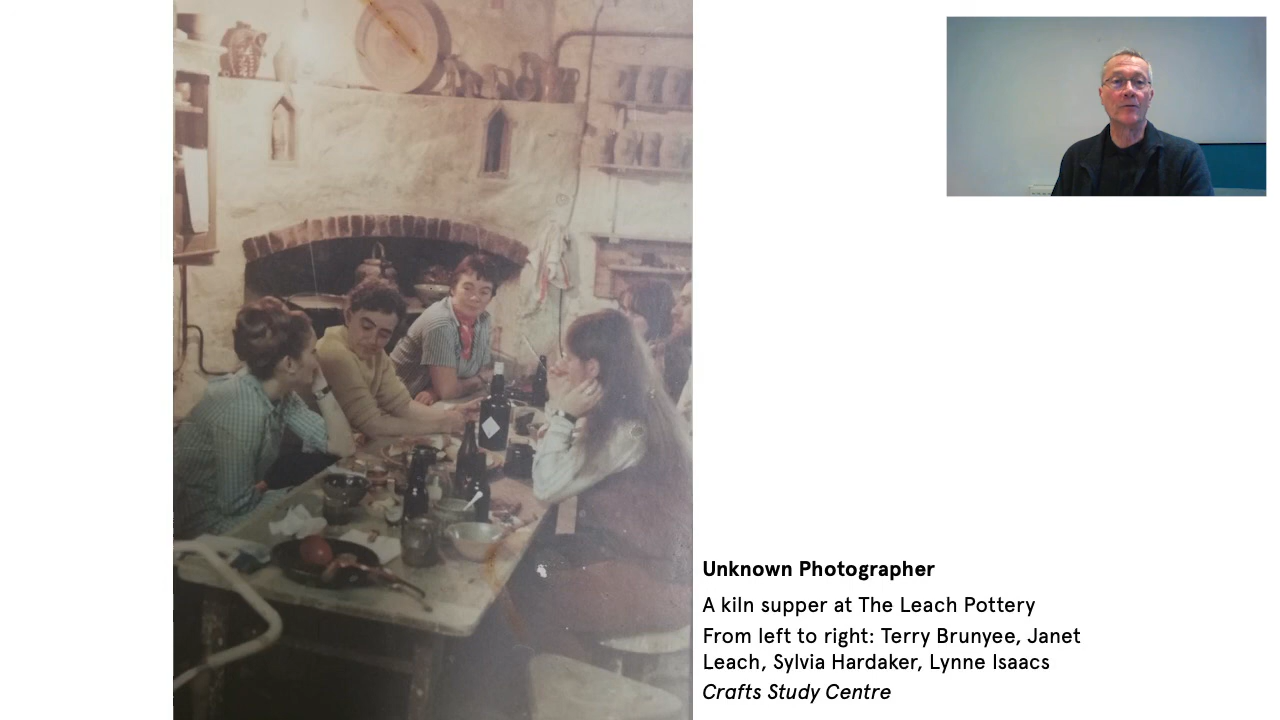 Unknown Photographer
A kiln supper at The Leach Pottery
From left to right: Terry Brunyee, Janet
Leach, Sylvia Hardaker, Lynne Isaacs
Crafts Study Centre